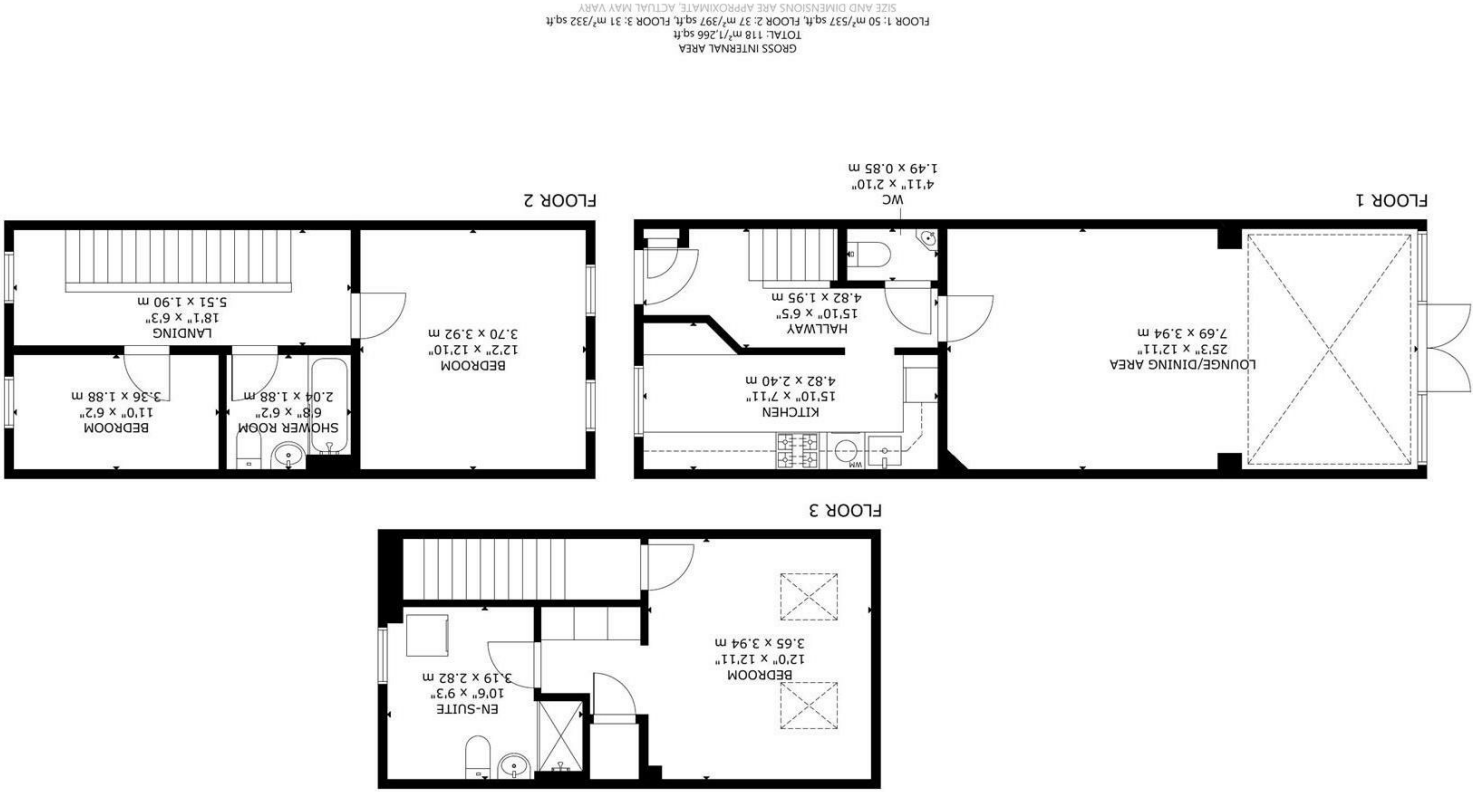 EN-SUITE
10'6" x 9'3"
3.19 x 2.82 m
BEDROOM
12'0" x 12'11"
3.65 x 3.94 m
FLOOR 3
LOUNGE/DINING AREA
25'3" x 12'11"
7.69 x 3.94 m
WM
KITCHEN
15'10" x 7'11"
4.82 x 2.40 m
HALLWAY
15'10" x 6'5"
4.82 x 1.95 m
WC
4'11" x 2'10"
1.49 x 0.85 m
FLOOR 1
BEDROOM
12'2" x 12'10"
3.70 x 3.92 m
SHOWER ROOM
6'8" x 6'2"
2.04 x 1.88 m
BEDROOM
11'0" x 6'2"
3.36 x 1.88 m
LANDING
18'1" x 6'3"
5.51 x 1.90 m
FLOOR 2
GROSS INTERNAL AREA
TOTAL: 118 m²/1,266 sq.ft
FLOOR 1: 50 m²/537 sq.ft, FLOOR 2: 37 m²/397 sq.ft, FLOOR 3: 31 m²/332 sq.ft
SIZE AND DIMENSIONS ARE APPROXIMATE, ACTUAL MAY VARY